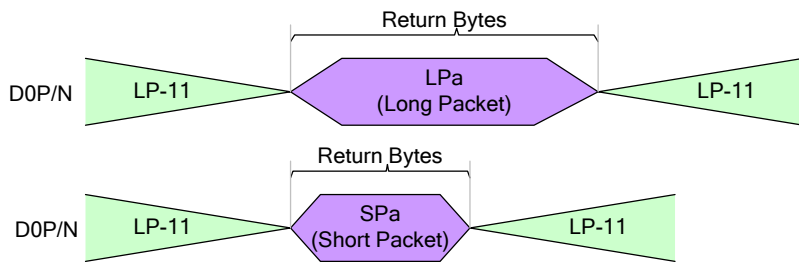 Return Bytes
D0P/N LP-11 LPa LP-11
(Long Packet)
Return Bytes
D0P/N LP-11 SPa LP-11
(Short Packet)